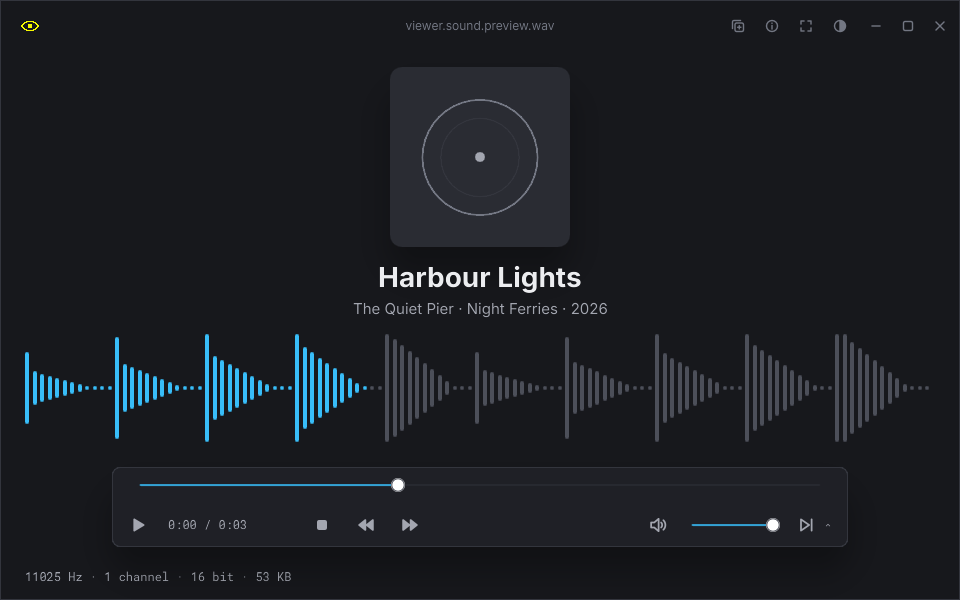 viewer.sound.preview.wav
Harbour Lights
The Quiet Pier · Night Ferries · 2026
0:00 / 0:03
11025 Hz · 1 channel · 16 bit · 53 KB